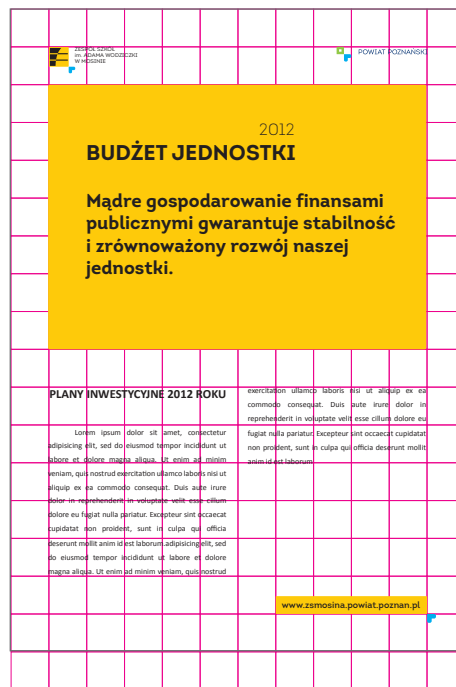 ZESPÓŁ SZKÓŁ
im. ADAMA WODZICZKI
W MOSINIE
POWIAT POZNAŃSKI
2012
BUDŻET JEDNOSTKI
Mądre gospodarowanie finansami
publicznymi gwarantuje stabilność
i zrównoważony rozwój naszej
jednostki.
PLANY INWESTYCYJNE 2012 ROKU
Lorem ipsum dolor sit amet, consectetur
adipisicing elit, sed do eiusmod tempor incididunt ut
labore et dolore magna aliqua. Ut enim ad minim
veniam, quis nostrud exercitation ullamco laboris nisi ut
aliquip ex ea commodo consequat. Duis aute irure
dolor in reprehenderit in voluptate velit esse cillum
dolore eu fugiat nulla pariatur. Excepteur sint occaecat
cupidatat non proident, sunt in culpa qui officia
deserunt mollit anim id est laborum.adipisicing elit, sed
do eiusmod tempor incididunt ut labore et dolore
magna aliqua. Ut enim ad minim veniam, quis nostrud
exercitation ullamco laboris nisi ut aliquip ex ea
commodo consequat. Duis aute irure dolor in
reprehenderit in voluptate velit esse cillum dolore eu
fugiat nulla pariatur. Excepteur sint occaecat cupidatat
non proident, sunt in culpa qui officia deserunt mollit
anim id est laborum
www.zsmosina.powiat.poznan.pl